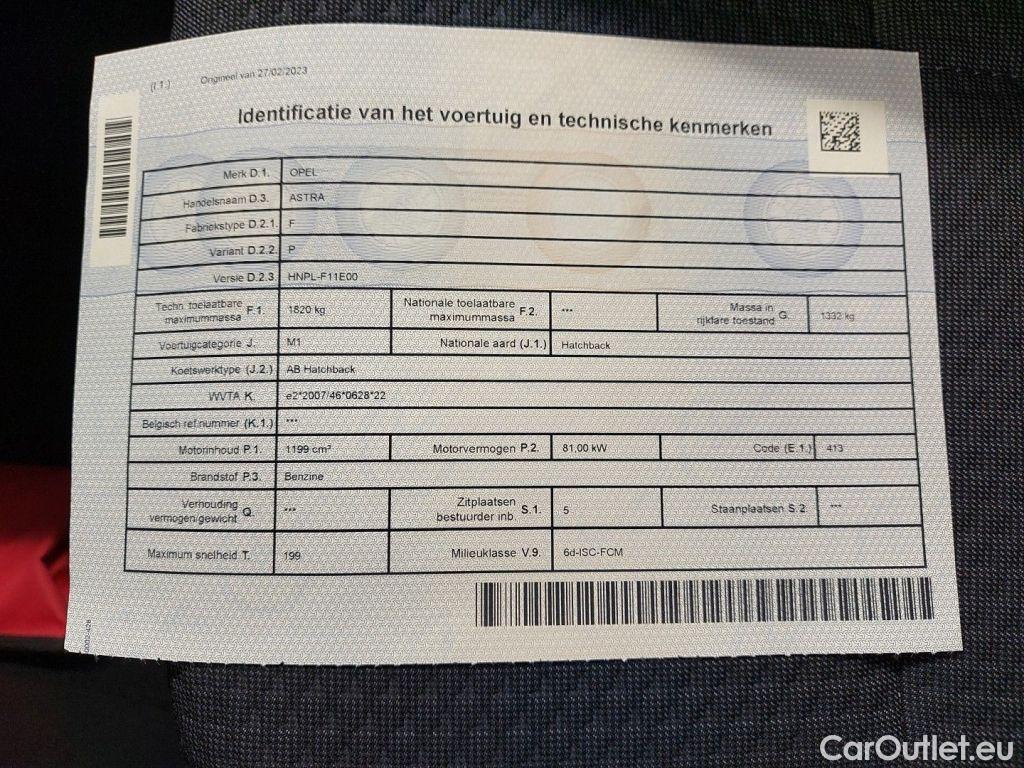 (I.1.) Origineel van 27/02/2023
Identificatie van het voertuig en technische kenmerken
Merk D.1. OPEL
Handelsnaam D.3. ASTRA
Fabriekstype D.2.1. F
Variant D.2.2. P
Versie D.2.3. HNPL-F11E00
Techn. toelaatbare maximummassa F.1. 1820 kg Nationale toelaatbare maximummassa F.2. *** Massa in rijklare toestand G. 1332 kg
Voertuigcategorie J. M1 Nationale aard (J.1.) Hatchback
Koetswerktype (J.2.) AB Hatchback
WVTA K. e2*2007/46*0628*22
Belgisch ref.nummer (K.1.) ***
Motorinhoud P.1. 1199 cm³ Motorvermogen P.2. 81,00 kW Code (E.1.) 413
Brandstof P.3. Benzine
Verhouding vermogen/gewicht Q. *** Zitplaatsen bestuurder inb. S.1. 5 Staanplaatsen S.2. ***
Maximum snelheid T. 199 Milieuklasse V.9. 6d-ISC-FCM
CarOutlet.eu